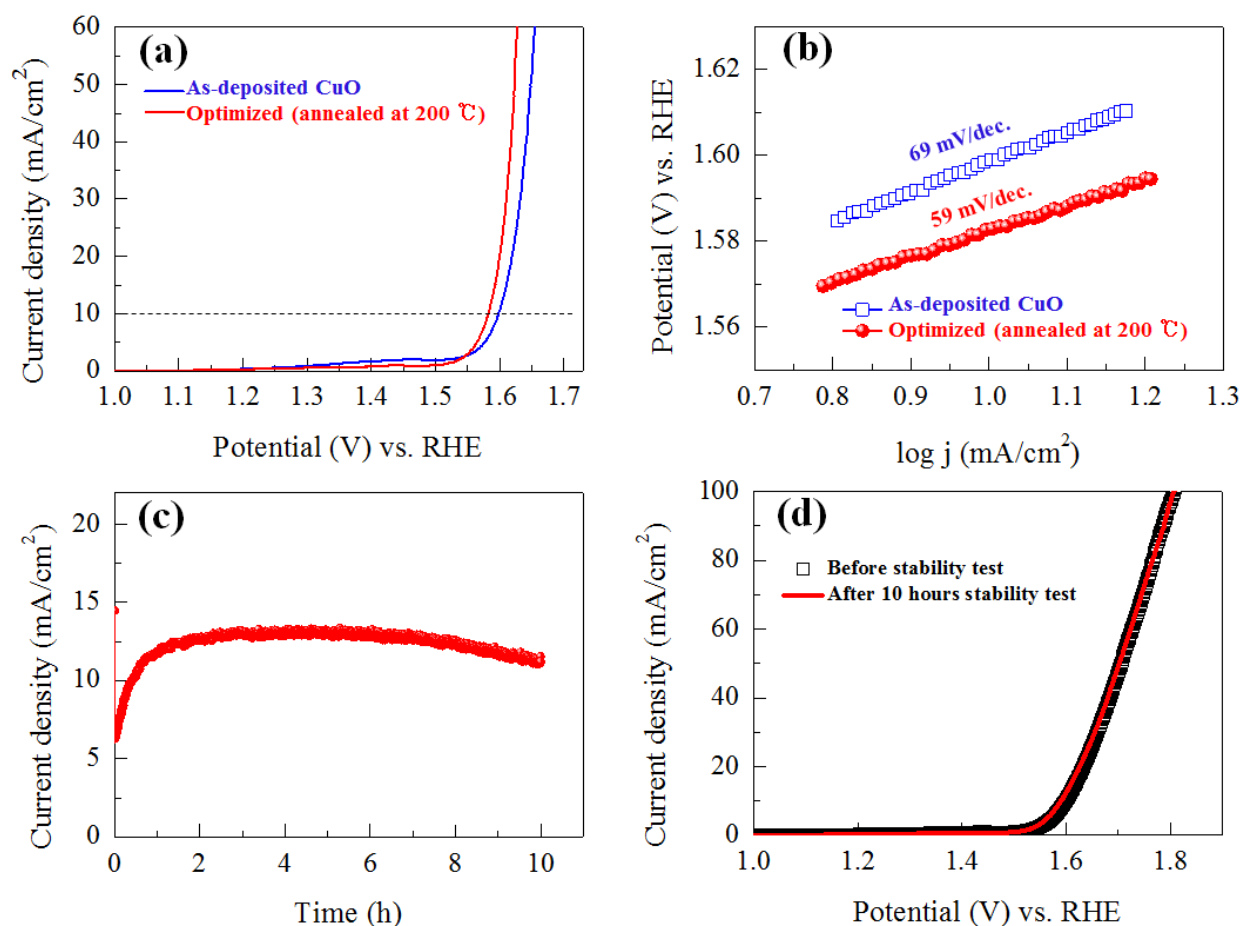 (a)
As-deposited CuO
Optimized (annealed at 200 ℃)
Current density (mA/cm²)
60
50
40
30
20
10
0
1.0 1.1 1.2 1.3 1.4 1.5 1.6 1.7
Potential (V) vs. RHE
(b)
69 mV/dec.
59 mV/dec.
As-deposited CuO
Optimized (annealed at 200 ℃)
Potential (V) vs. RHE
1.62
1.60
1.58
1.56
0.7 0.8 0.9 1.0 1.1 1.2 1.3
log j (mA/cm²)
(c)
Current density (mA/cm²)
20
15
10
5
0
0 2 4 6 8 10
Time (h)
(d)
Before stability test
After 10 hours stability test
Current density (mA/cm²)
100
80
60
40
20
0
1.0 1.2 1.4 1.6 1.8
Potential (V) vs. RHE